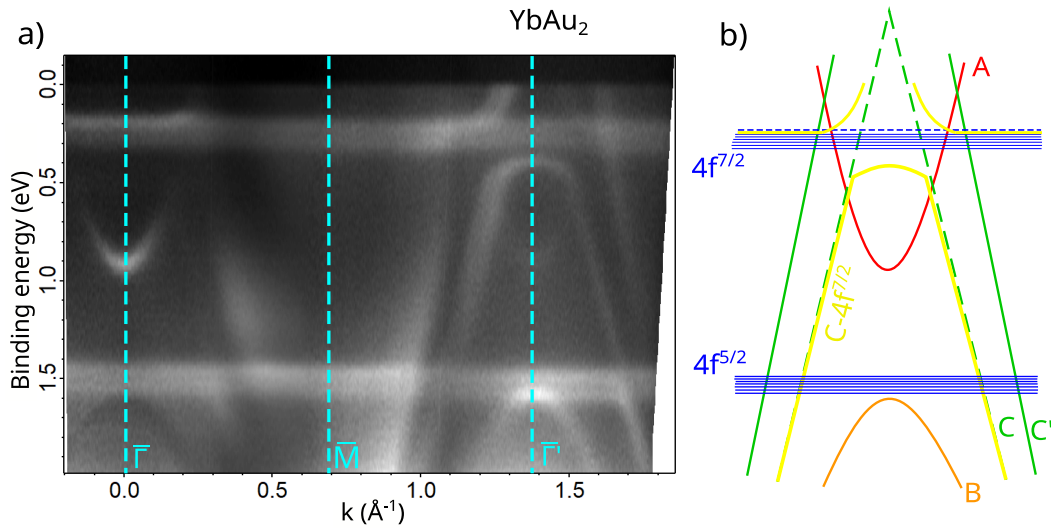 a)
YbAu₂
b)
Binding energy (eV)
0.0
0.5
1.0
1.5
Γ̅
M̅
Γ̅'
0.0
0.5
1.0
1.5
k (Å⁻¹)
A
4f⁷/²
C-4f⁷/²
4f⁵/²
C
C'
B